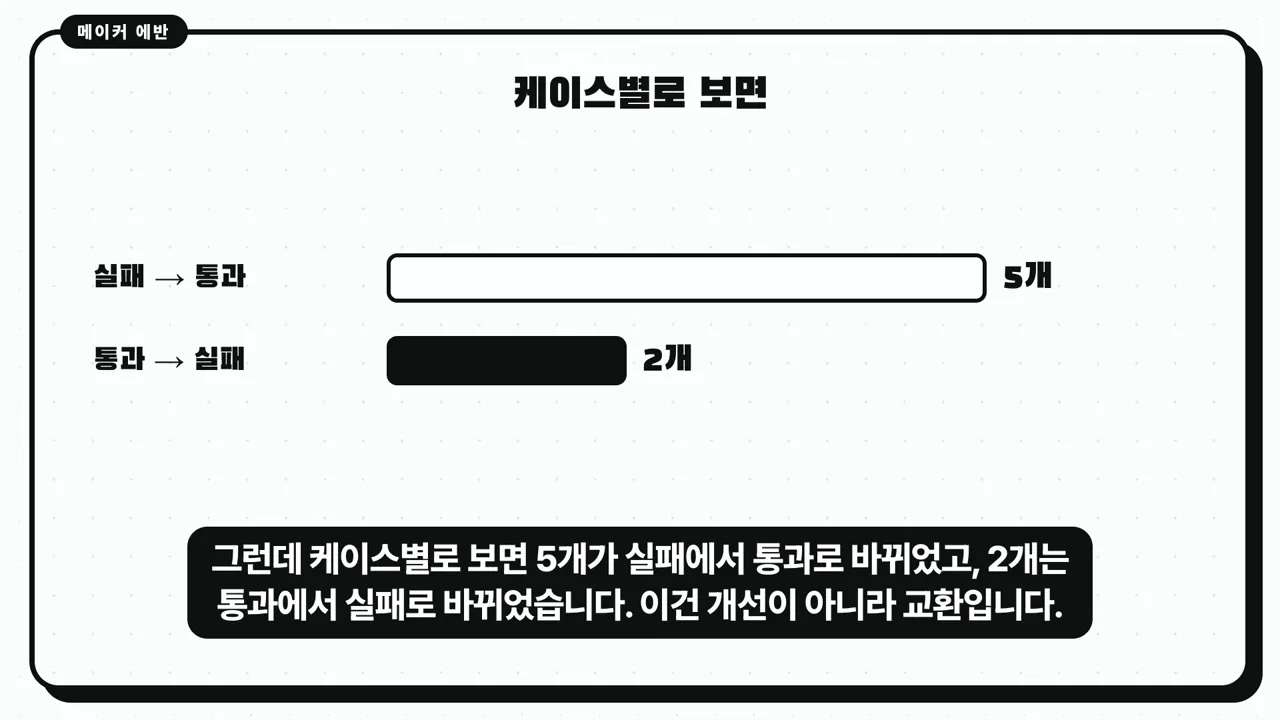 메이커 에반
케이스별로 보면
실패 → 통과
5개
통과 → 실패
2개
그런데 케이스별로 보면 5개가 실패에서 통과로 바뀌었고, 2개는
통과에서 실패로 바뀌었습니다. 이건 개선이 아니라 교환입니다.